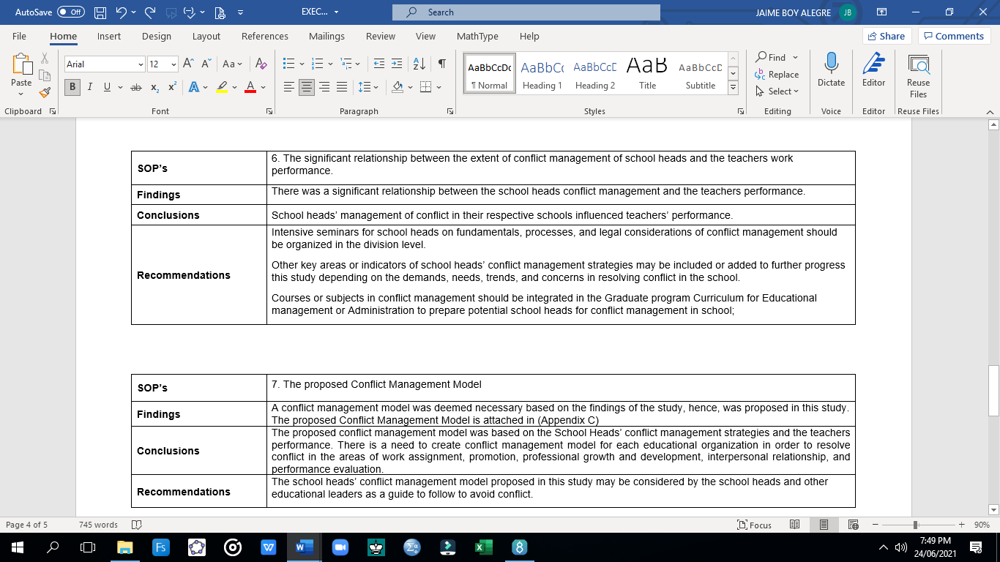 AutoSave Off EXEC... Search JAIME BOY ALEGRE JB
File Home Insert Design Layout References Mailings Review View MathType Help Share Comments
Paste
Arial 12 Aa
B I U ab x₂ x² A A
AaBbCcDc AaBbCc AaBbCcC AaB AaBbCcD
¶ Normal Heading 1 Heading 2 Title Subtitle
Find
Replace
Select
Dictate
Editor
Reuse
Files
Clipboard Font Paragraph Styles Editing Voice Editor Reuse Files
SOP’s
6. The significant relationship between the extent of conflict management of school heads and the teachers work
performance.
Findings
There was a significant relationship between the school heads conflict management and the teachers performance.
Conclusions
School heads’ management of conflict in their respective schools influenced teachers’ performance.
Recommendations
Intensive seminars for school heads on fundamentals, processes, and legal considerations of conflict management should
be organized in the division level.
Other key areas or indicators of school heads’ conflict management strategies may be included or added to further progress
this study depending on the demands, needs, trends, and concerns in resolving conflict in the school.
Courses or subjects in conflict management should be integrated in the Graduate program Curriculum for Educational
management or Administration to prepare potential school heads for conflict management in school;
SOP’s
7. The proposed Conflict Management Model
Findings
A conflict management model was deemed necessary based on the findings of the study, hence, was proposed in this study.
The proposed Conflict Management Model is attached in (Appendix C)
Conclusions
The proposed conflict management model was based on the School Heads’ conflict management strategies and the teachers
performance. There is a need to create conflict management model for each educational organization in order to resolve
conflict in the areas of work assignment, promotion, professional growth and development, interpersonal relationship, and
performance evaluation.
Recommendations
The school heads’ conflict management model proposed in this study may be considered by the school heads and other
educational leaders as a guide to follow to avoid conflict.
Page 4 of 5 745 words Focus 90%
7:49 PM
24/06/2021